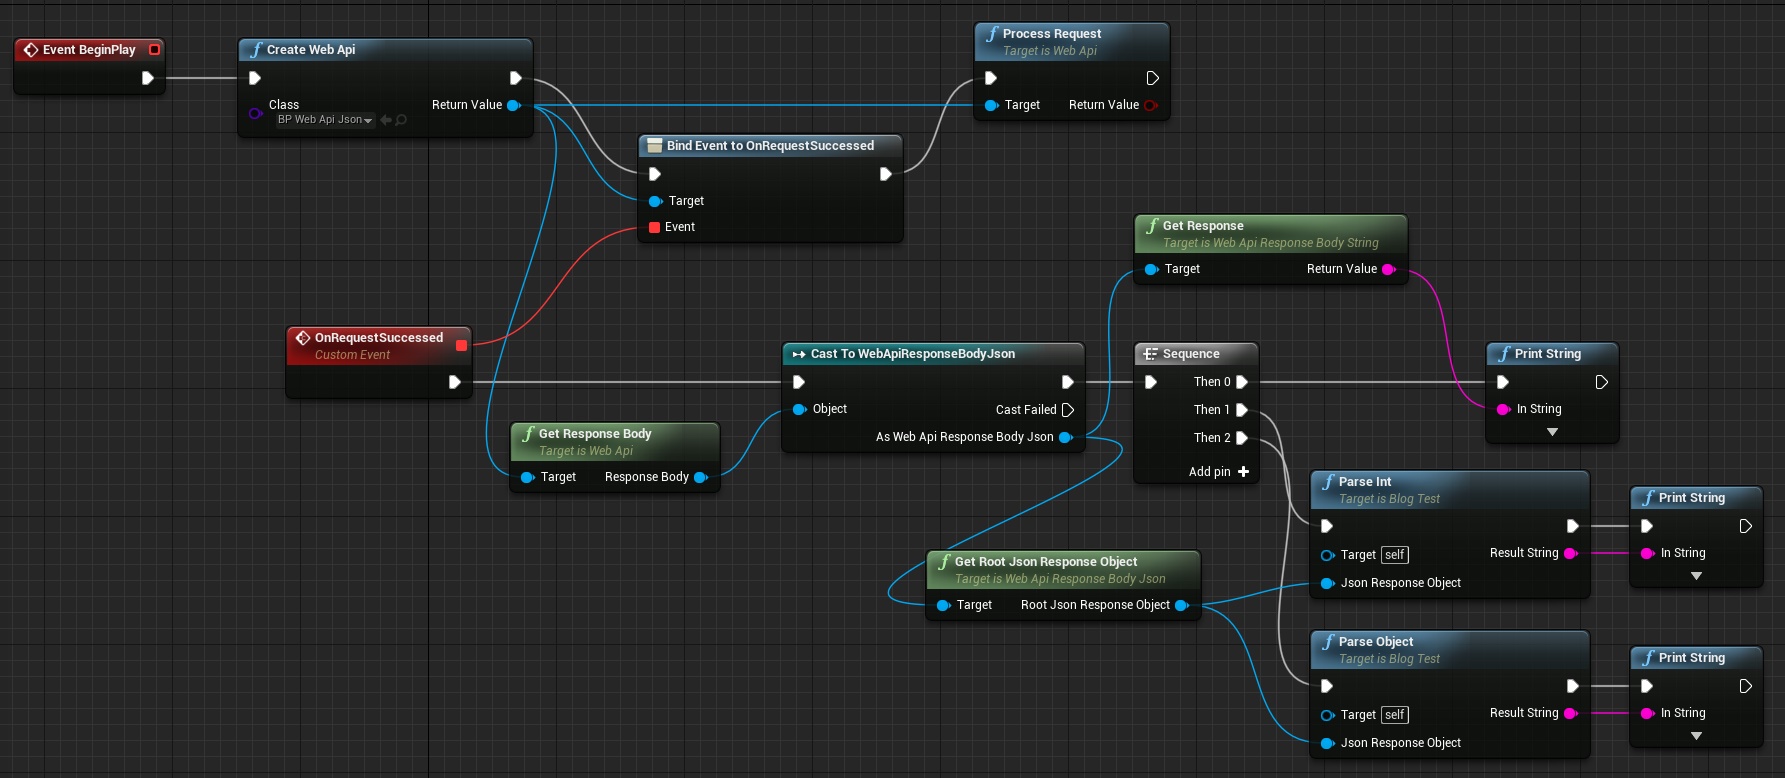 Event BeginPlay
Create Web Api
Class
BP Web Api Json
Return Value
Process Request
Target is Web Api
Target
Return Value
Bind Event to OnRequestSuccessed
Target
Event
Get Response
Target is Web Api Response Body String
Target
Return Value
OnRequestSuccessed
Custom Event
Cast To WebApiResponseBodyJson
Object
Cast Failed
As Web Api Response Body Json
Sequence
Then 0
Then 1
Then 2
Add pin
Print String
In String
Get Response Body
Target is Web Api
Target
Response Body
Parse Int
Target is Blog Test
Target self
Result String
Json Response Object
Print String
In String
Get Root Json Response Object
Target is Web Api Response Body Json
Target
Root Json Response Object
Parse Object
Target is Blog Test
Target self
Result String
Json Response Object
Print String
In String